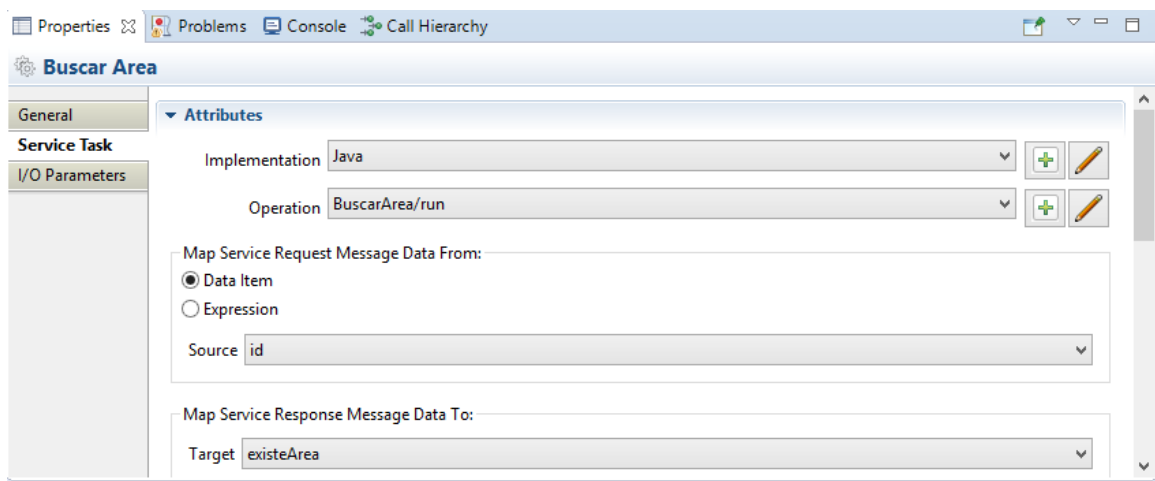 Properties Problems Console Call Hierarchy
Buscar Area
General
Service Task
I/O Parameters
Attributes
Implementation Java
Operation BuscarArea/run
Map Service Request Message Data From:
Data Item
Expression
Source id
Map Service Response Message Data To:
Target existeArea